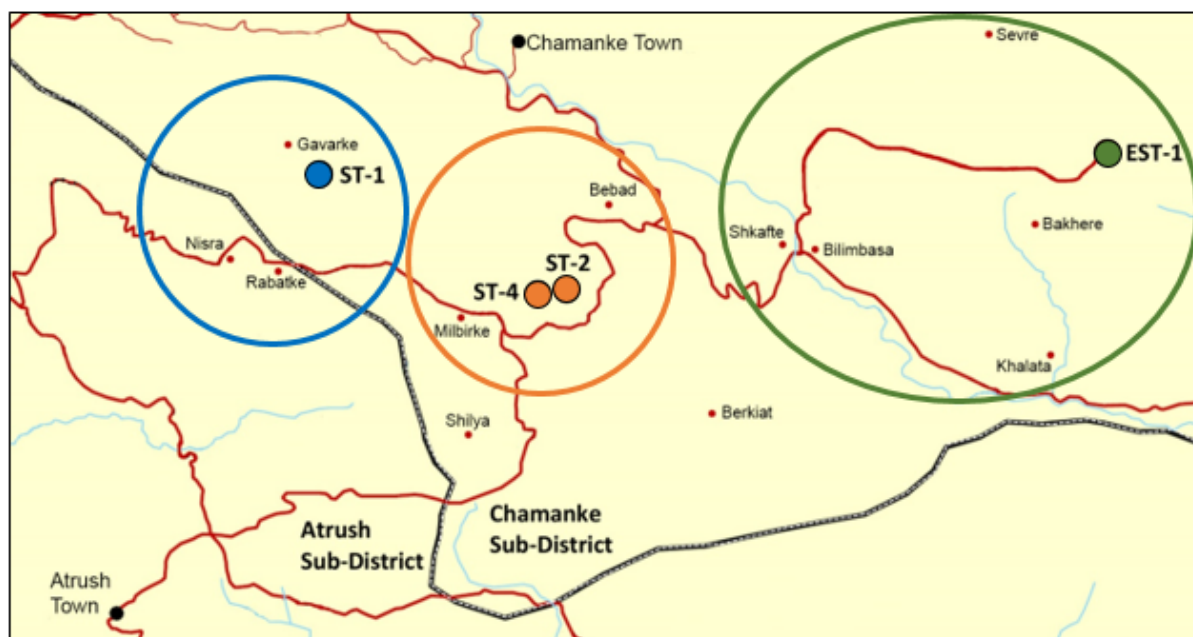 Sevre
Chamanke Town
Gavarke
ST-1
EST-1
Bebad
Bakhere
Nisra
Rabatke
Shkafte
Bilimbasa
ST-2
ST-4
Milbirke
Khalata
Shilya
Berkiat
Atrush
Sub-District
Chamanke
Sub-District
Atrush
Town